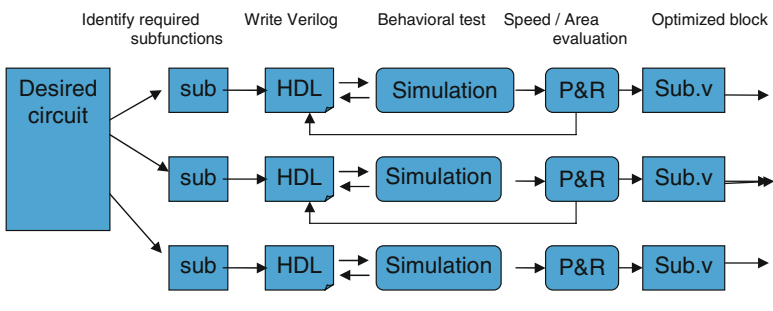 Identify required
subfunctions
Write Verilog
Behavioral test
Speed / Area
evaluation
Optimized block
Desired
circuit
sub
HDL
Simulation
P&R
Sub.v
sub
HDL
Simulation
P&R
Sub.v
sub
HDL
Simulation
P&R
Sub.v